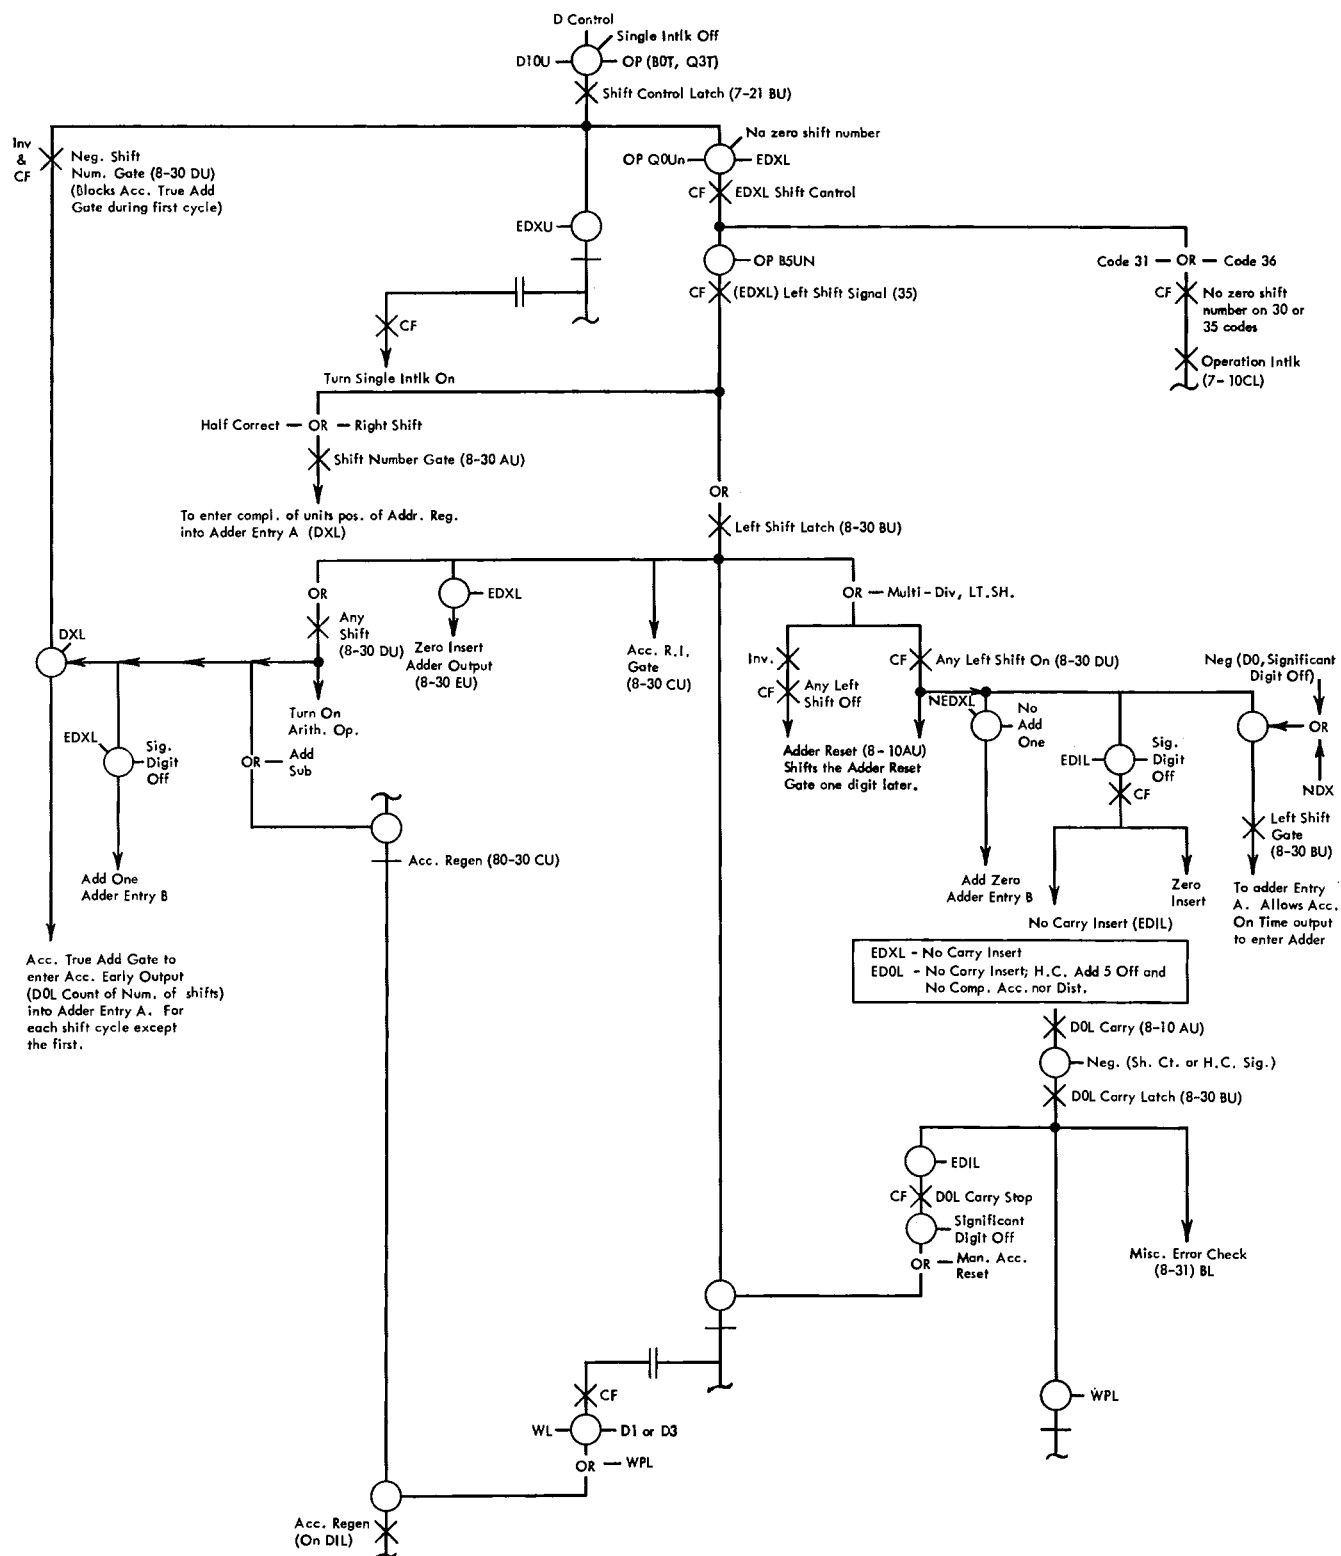 D Control
Single Intlk Off
D10U
OP (B0T, Q3T)
Shift Control Latch (7-21 BU)
Inv
&
CF
Neg. Shift
Num. Gate (8-30 DU)
(Blocks Acc. True Add
Gate during first cycle)
Na zero shift number
OP Q0Un
EDXL
CF
EDXL Shift Cantrol
EDXU
OP B5UN
Code 31
OR
Code 36
CF
(EDXL) Left Shift Signal (35)
CF
No zero shift
number on 30 or
35 codes
CF
Operation Intlk
(7-10CL)
Turn Single Intlk On
Half Correct
OR
Right Shift
Shift Number Gate (8-30 AU)
OR
To enter compl. of units pos. of Addr. Reg.
into Adder Entry A (DXL)
Left Shift Latch (8-30 BU)
OR
EDXL
OR
Multi-Div, LT.SH.
Any
Shift
(8-30 DU)
DXL
Zero Insert
Adder Output
(8-30 EU)
Acc. R.I.
Gate
(8-30 CU)
Inv.
CF
Any Left Shift On (8-30 DU)
Neg (D0, Significant
Digit Off)
CF
Any Left
Shift Off
NEDXL
No
Add
One
Turn On
Arith. Op.
EDXL
Sig.
Digit
Off
OR
Add
Sub
Adder Reset (8-10AU)
Shifts the Adder Reset
Gate one digit later.
EDIL
Sig.
Digit
Off
CF
OR
NDX
Left Shift
Gate
(8-30 BU)
Acc. Regen (80-30 CU)
Add One
Adder Entry B
Add Zero
Adder Entry B
Zero
Insert
No Carry Insert (EDIL)
To adder Entry
A. Allows Acc.
On Time output
to enter Adder
Acc. True Add Gate to
enter Acc. Early Output
(D0L Count of Num. of shifts)
into Adder Entry A. For
each shift cycle except
the first.
EDXL - No Carry Insert
ED0L - No Carry Insert; H.C. Add 5 Off and
No Comp. Acc. nor Dist.
D0L Carry (8-10 AU)
Neg. (Sh. Ct. or H.C. Sig.)
D0L Carry Latch (8-30 BU)
EDIL
CF
D0L Carry Stop
Significant
Digit Off
OR
Man. Acc.
Reset
Misc. Error Check
(8-31) BL
CF
WPL
WL
D1 or D3
OR
WPL
Acc. Regen
(On DIL)